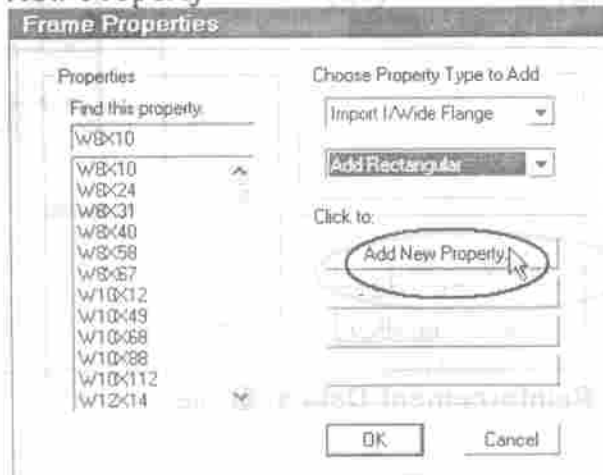 Frame Properties
Properties
Find this property:
W8X10
W8X10
W8X24
W8X31
W8X40
W8X58
W8X67
W10X12
W10X49
W10X68
W10X88
W10X112
W12X14
Choose Property Type to Add
Import I/Wide Flange
Add Rectangular
Click to:
Add New Property
OK
Cancel